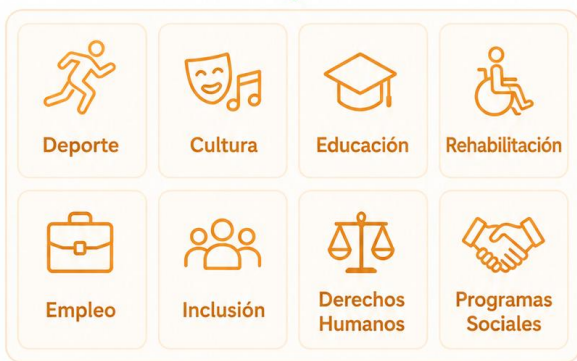 Deporte
Cultura
Educación
Rehabilitación
Empleo
Inclusión
Derechos
Humanos
Programas
Sociales